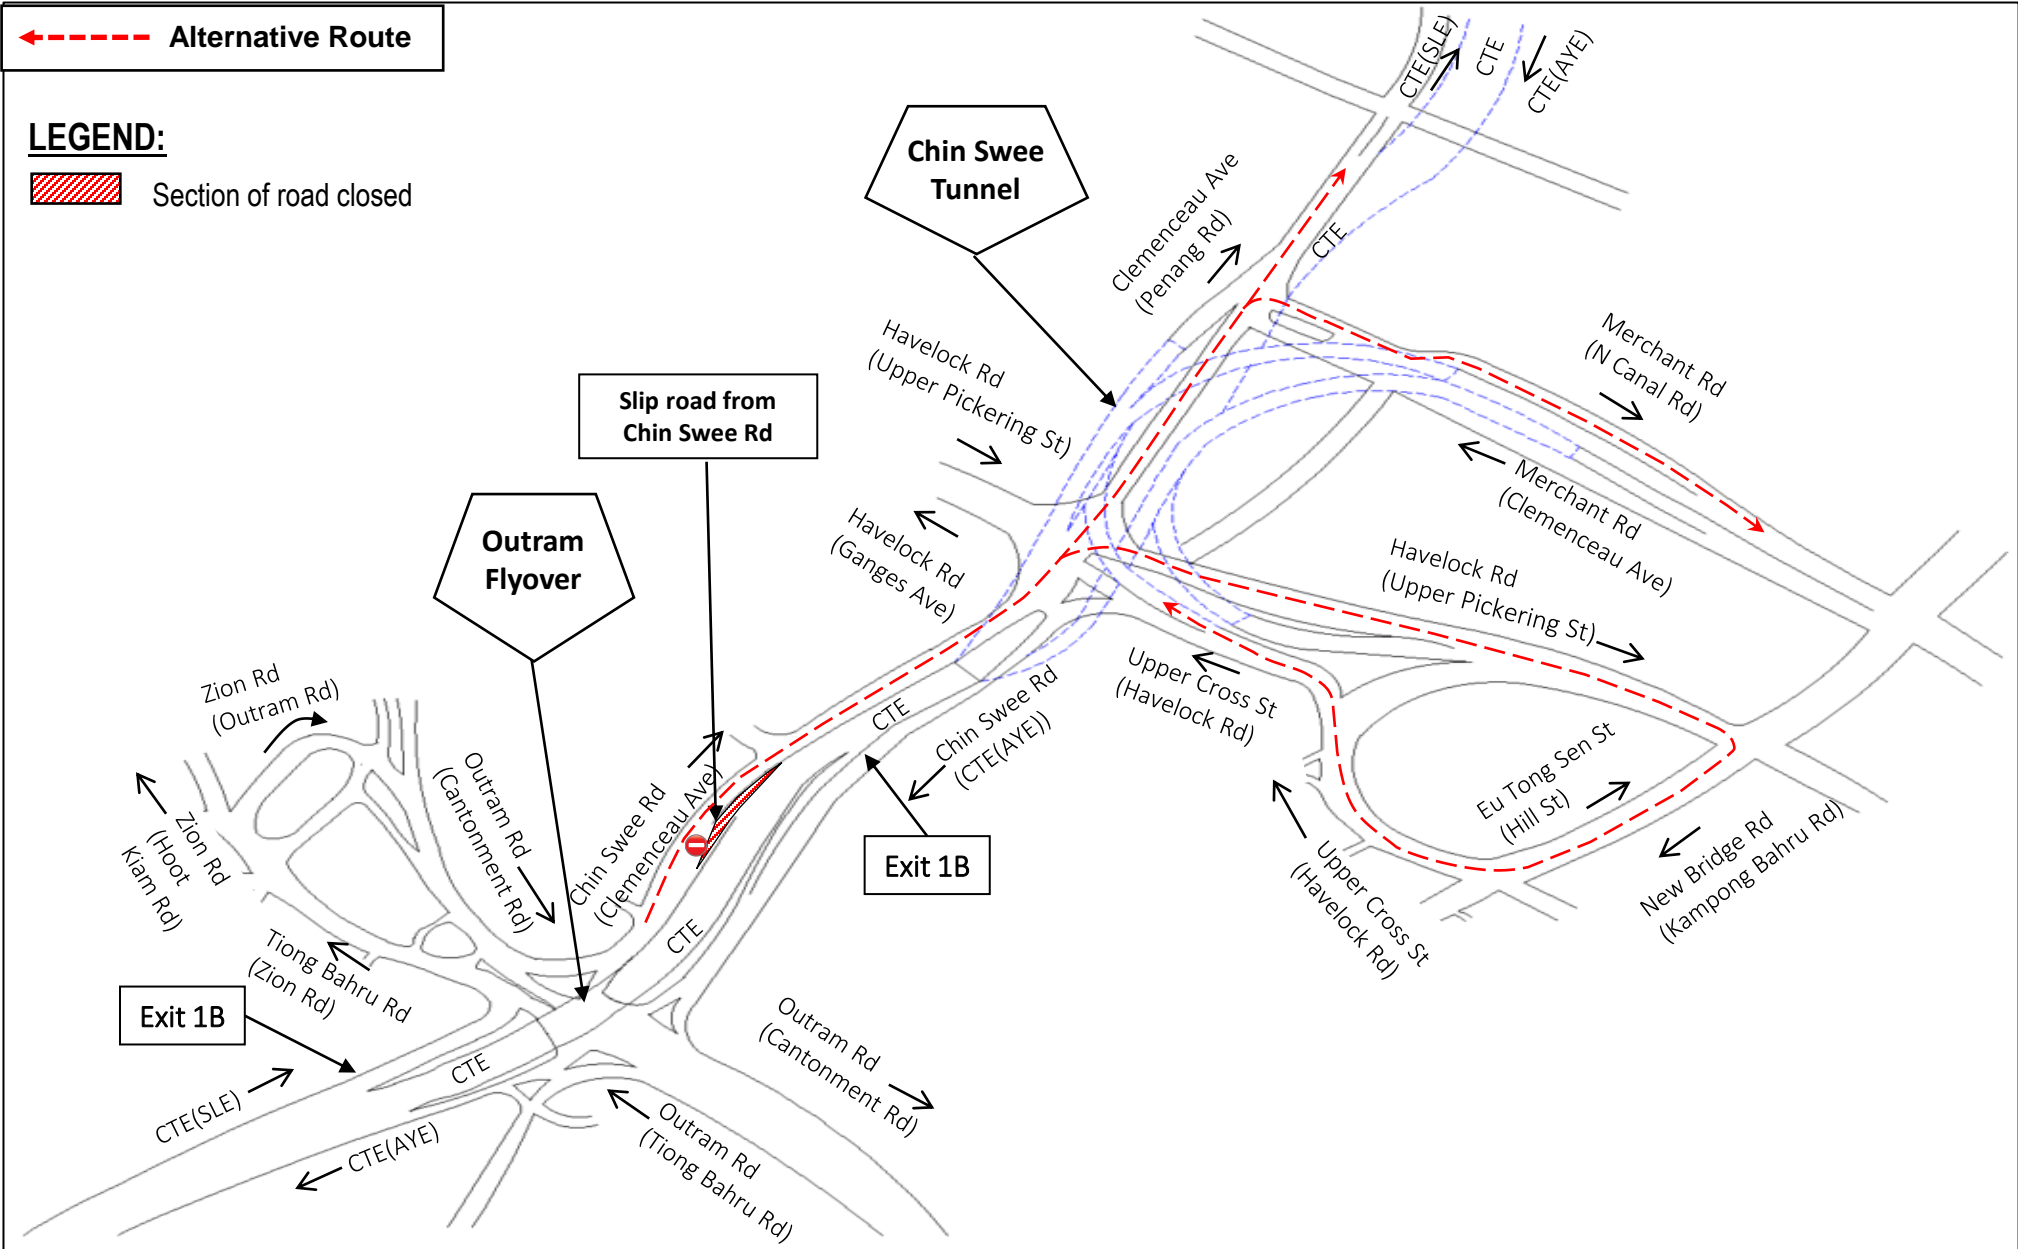 Alternative Route
LEGEND:
Section of road closed
CTE(SLE)
CTE
CTE(AYE)
Chin Swee
Tunnel
Clemenceau Ave
(Penang Rd)
CTE
Havelock Rd
(Upper Pickering St)
Merchant Rd
(N Canal Rd)
Slip road from
Chin Swee Rd
Merchant Rd
(Clemenceau Ave)
Outram
Flyover
Havelock Rd
(Ganges Ave)
Havelock Rd
(Upper Pickering St)
Zion Rd
(Outram Rd)
Upper Cross St
(Havelock Rd)
Chin Swee Rd
(CTE(AYE))
CTE
Outram Rd
(Cantonment Rd)
Chin Swee Rd
(Clemenceau Ave)
Eu Tong Sen St
(Hill St)
Zion Rd
(Hoot
Kiam Rd)
Exit 1B
New Bridge Rd
(Kampong Bahru Rd)
Upper Cross St
(Havelock Rd)
CTE
Tiong Bahru Rd
(Zion Rd)
Exit 1B
Outram Rd
(Cantonment Rd)
CTE
CTE(SLE)
CTE(AYE)
Outram Rd
(Tiong Bahru Rd)